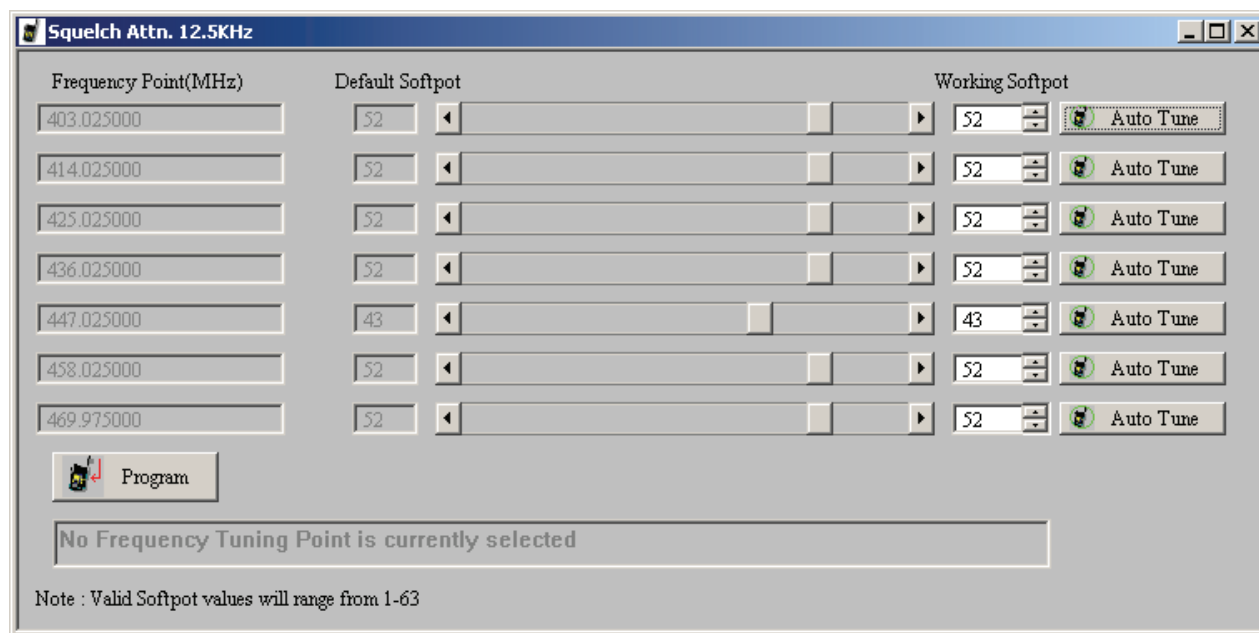 Squelch Attn. 12.5KHz
Frequency Point(MHz) Default Softpot Working Softpot
403.025000 52 52 Auto Tune
414.025000 52 52 Auto Tune
425.025000 52 52 Auto Tune
436.025000 52 52 Auto Tune
447.025000 43 43 Auto Tune
458.025000 52 52 Auto Tune
469.975000 52 52 Auto Tune
Program
No Frequency Tuning Point is currently selected
Note : Valid Softpot values will range from 1-63